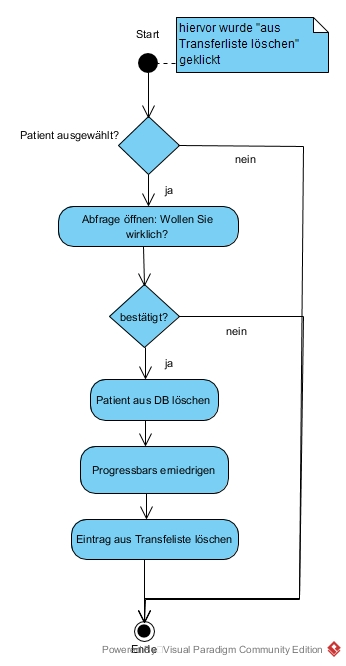 Start
hiervor wurde "aus
Transferliste löschen"
geklickt
Patient ausgewählt?
nein
ja
Abfrage öffnen: Wollen Sie
wirklich?
bestätigt?
nein
ja
Patient aus DB löschen
Progressbars erniedrigen
Eintrag aus Transfeliste löschen
Ende
Visual Paradigm Community Edition